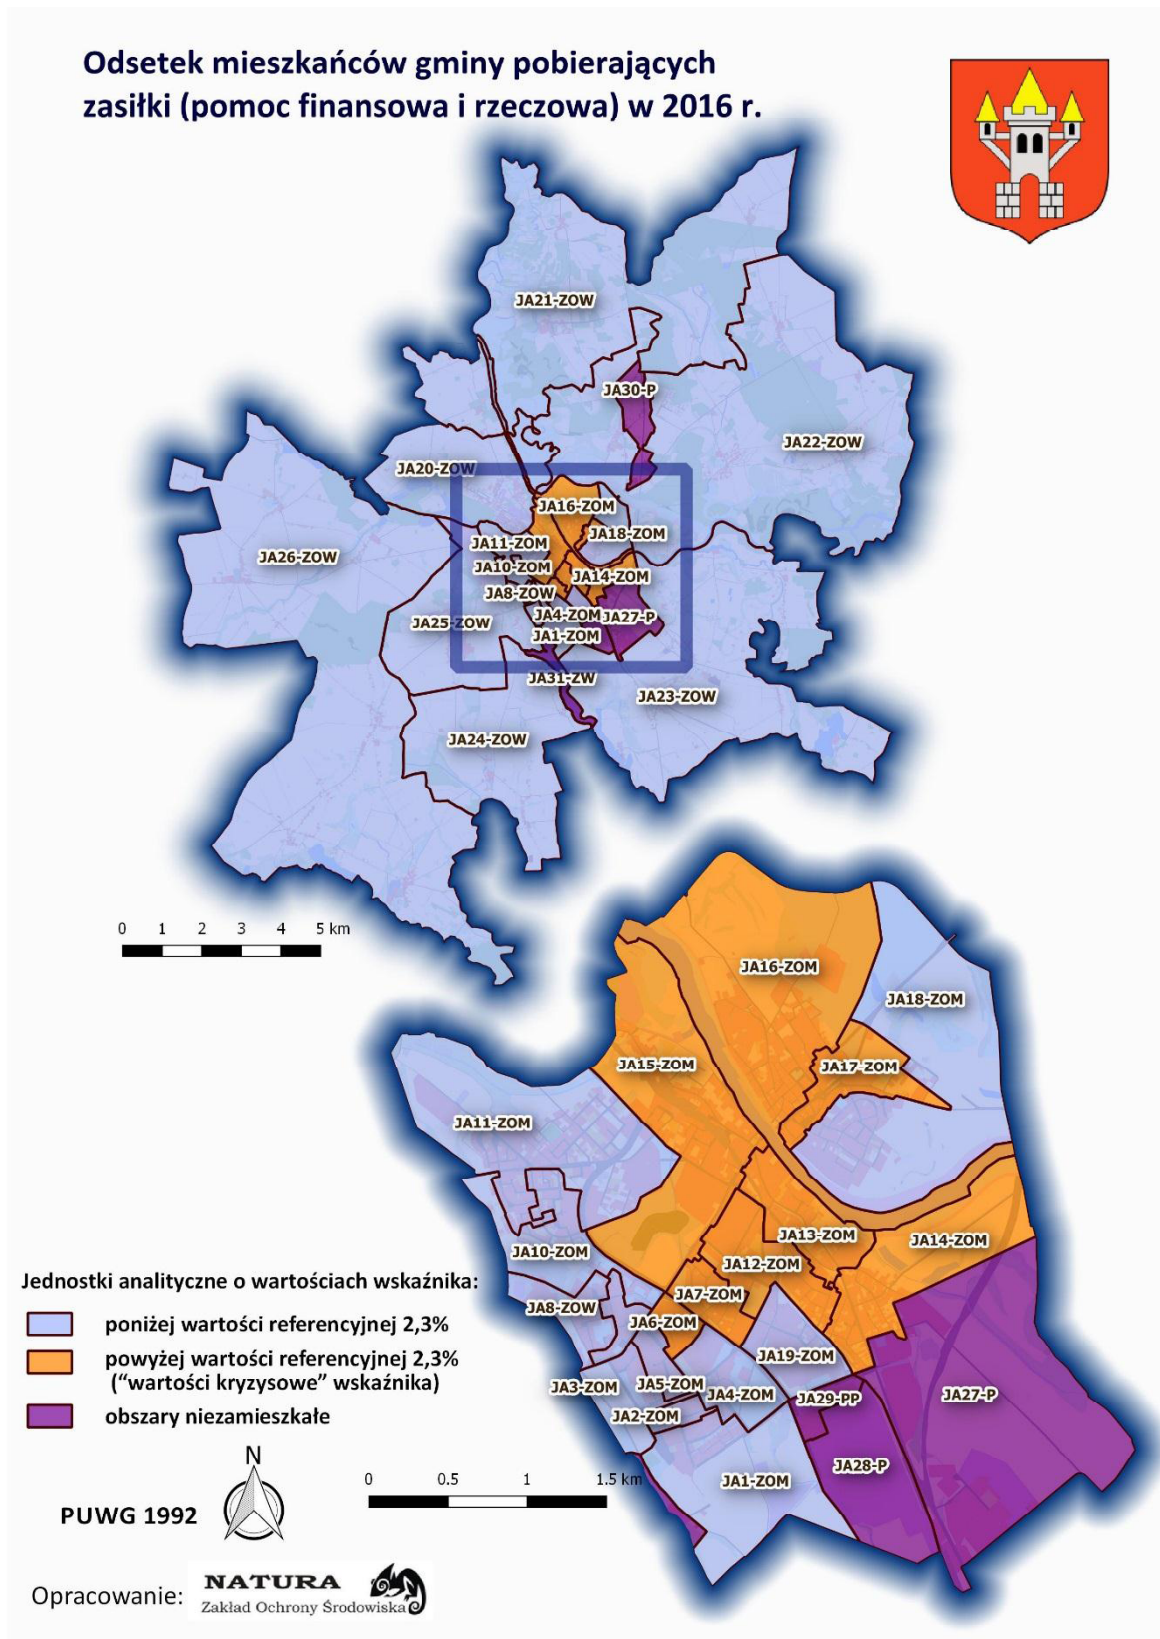 Odsetek mieszkańców gminy pobierających
zasiłki (pomoc finansowa i rzeczowa) w 2016 r.
JA21-ZOW
JA30-P
JA22-ZOW
JA20-ZOW
JA16-ZOM
JA18-ZOM
JA11-ZOM
JA26-ZOW
JA10-ZOM
JA14-ZOM
JA8-ZOW
JA4-ZOM
JA27-P
JA25-ZOW
JA1-ZOM
JA31-ZW
JA23-ZOW
JA24-ZOW
0 1 2 3 4 5 km
JA16-ZOM
JA18-ZOM
JA15-ZOM
JA17-ZOM
JA11-ZOM
JA13-ZOM
JA14-ZOM
JA10-ZOM
JA12-ZOM
JA7-ZOM
JA8-ZOW
JA6-ZOM
JA19-ZOM
JA3-ZOM
JA5-ZOM
JA4-ZOM
JA29-PP
JA27-P
JA2-ZOM
JA28-P
JA1-ZOM
Jednostki analityczne o wartościach wskaźnika:
poniżej wartości referencyjnej 2,3%
powyżej wartości referencyjnej 2,3%
(“wartości kryzysowe” wskaźnika)
obszary niezamieszkałe
N
0 0.5 1 1.5 km
PUWG 1992
Opracowanie:
NATURA
Zakład Ochrony Środowiska